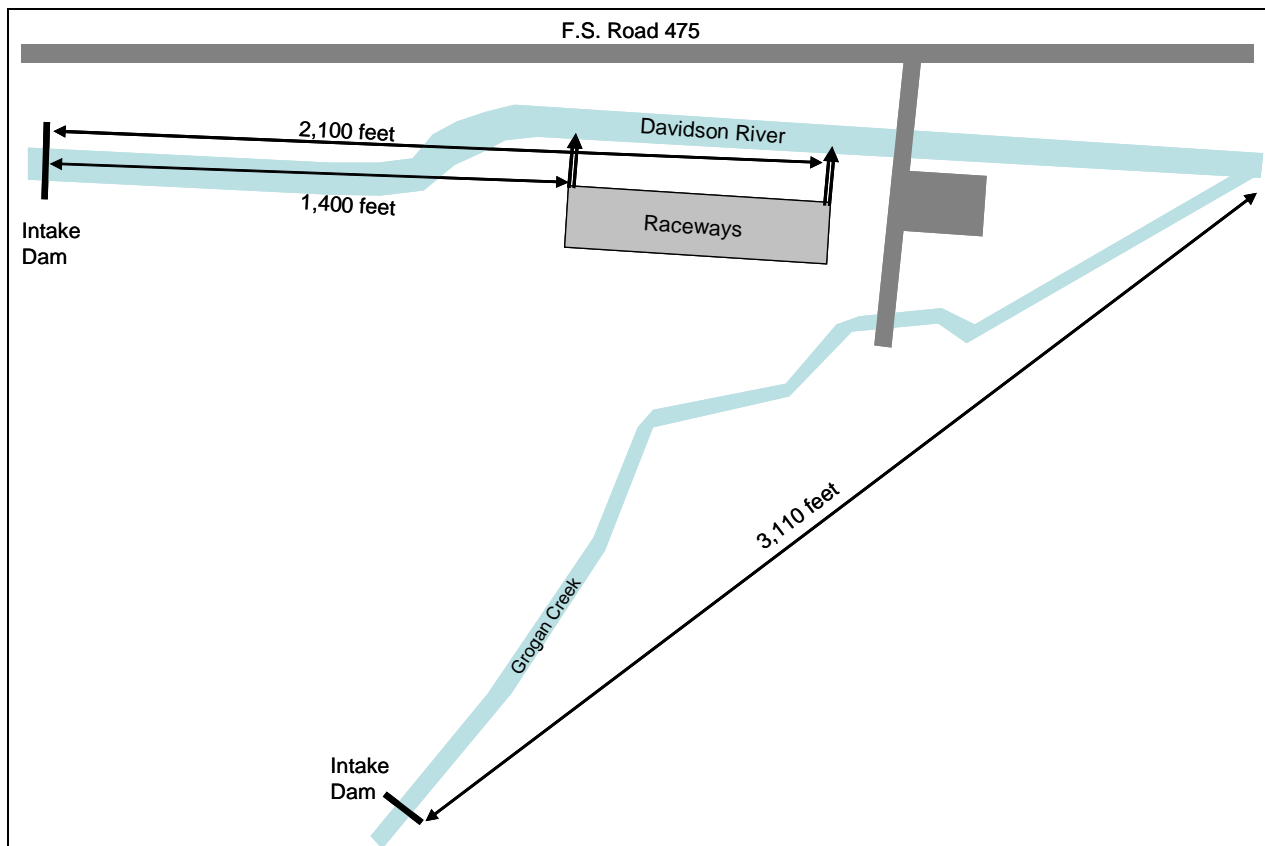 F.S. Road 475
2,100 feet
Davidson River
1,400 feet
Raceways
Intake
Dam
3,110 feet
Grogan Creek
Intake
Dam